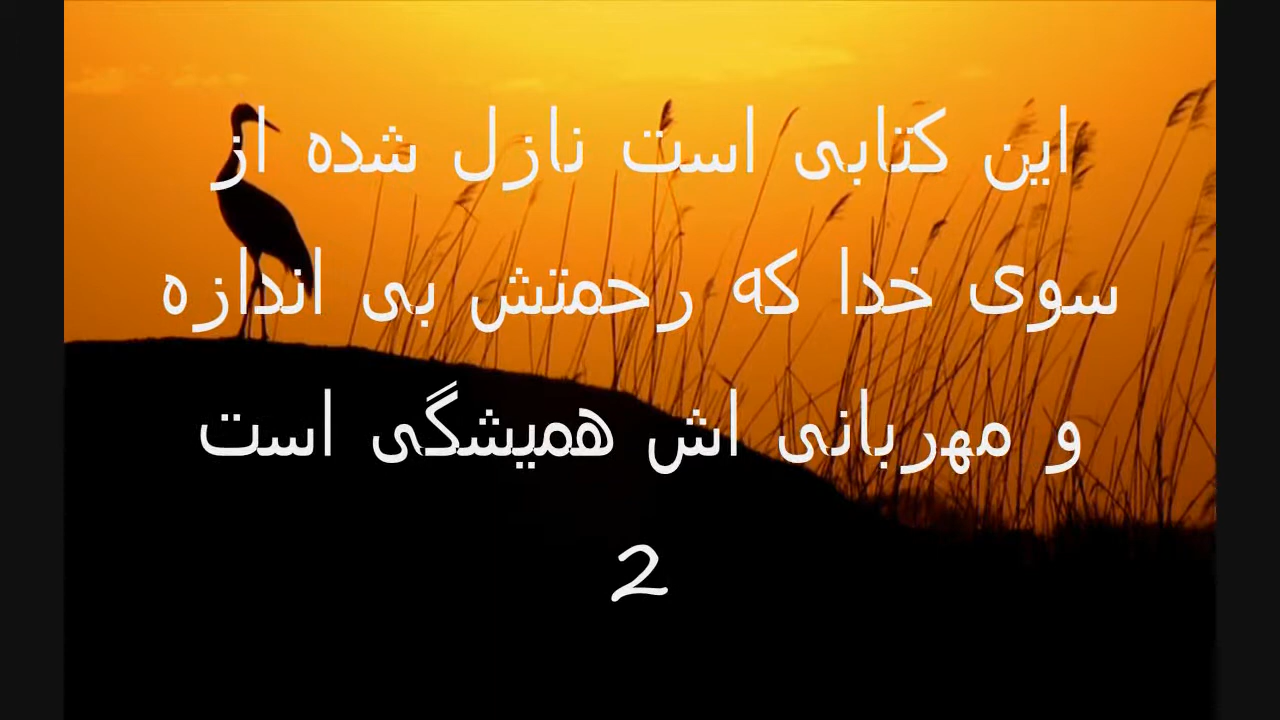 این کتابی است نازل شده از
سوی خدا که رحمتش بی اندازه
و مهربانی اش همیشگی است
2